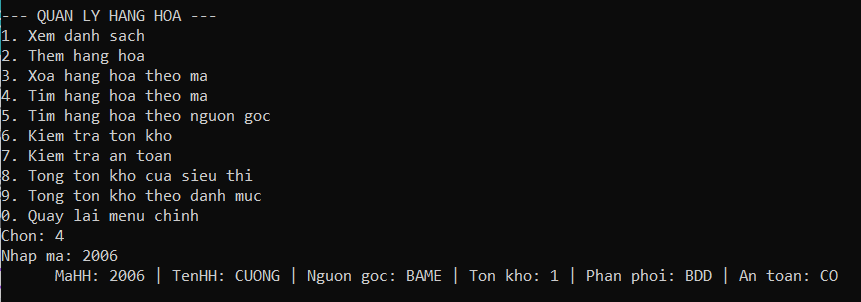 --- QUAN LY HANG HOA ---
1. Xem danh sach
2. Them hang hoa
3. Xoa hang hoa theo ma
4. Tim hang hoa theo ma
5. Tim hang hoa theo nguon goc
6. Kiem tra ton kho
7. Kiem tra an toan
8. Tong ton kho cua sieu thi
9. Tong ton kho theo danh muc
0. Quay lai menu chinh
Chon: 4
Nhap ma: 2006
MaHH: 2006 | TenHH: CUONG | Nguon goc: BAME | Ton kho: 1 | Phan phoi: BDD | An toan: CO